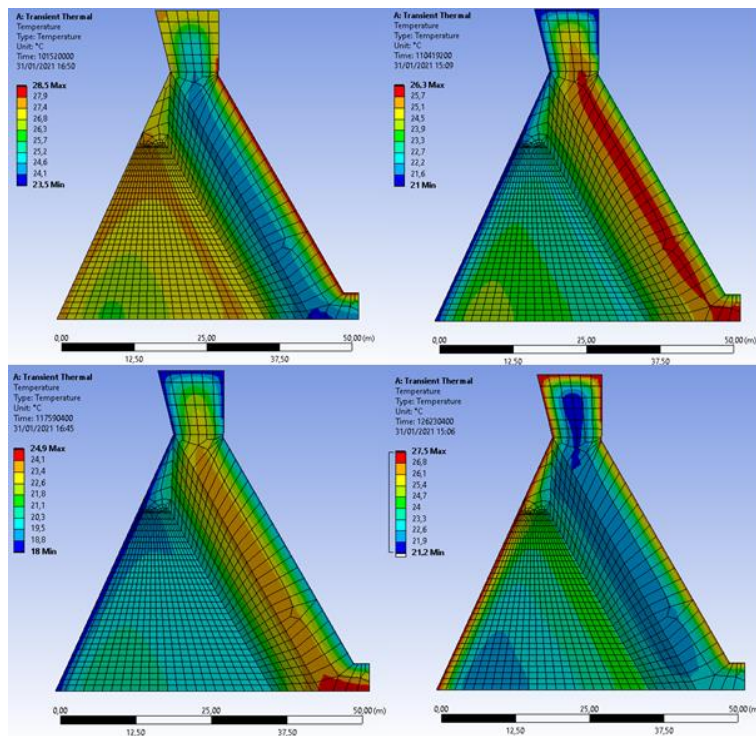 A: Transient Thermal
Temperature
Type: Temperature
Unit: °C
Time: 101520000
31/01/2021 16:50
28,5 Max
27,9
27,4
26,8
26,3
25,7
25,2
24,6
24,1
23,5 Min
0,00
25,00
50,00 (m)
12,50
37,50
A: Transient Thermal
Temperature
Type: Temperature
Unit: °C
Time: 110419200
31/01/2021 15:09
26,3 Max
25,7
25,1
24,5
23,9
23,3
22,7
22,2
21,6
21 Min
0,00
25,00
50,00 (m)
12,50
37,50
A: Transient Thermal
Temperature
Type: Temperature
Unit: °C
Time: 117590400
31/01/2021 16:45
24,9 Max
24,1
23,4
22,6
21,8
21,1
20,3
19,5
18,8
18 Min
0,00
25,00
50,00 (m)
12,50
37,50
A: Transient Thermal
Temperature
Type: Temperature
Unit: °C
Time: 126230400
31/01/2021 15:06
27,5 Max
26,8
26,1
25,4
24,7
24
23,3
22,6
21,9
21,2 Min
0,00
25,00
50,00 (m)
12,50
37,50